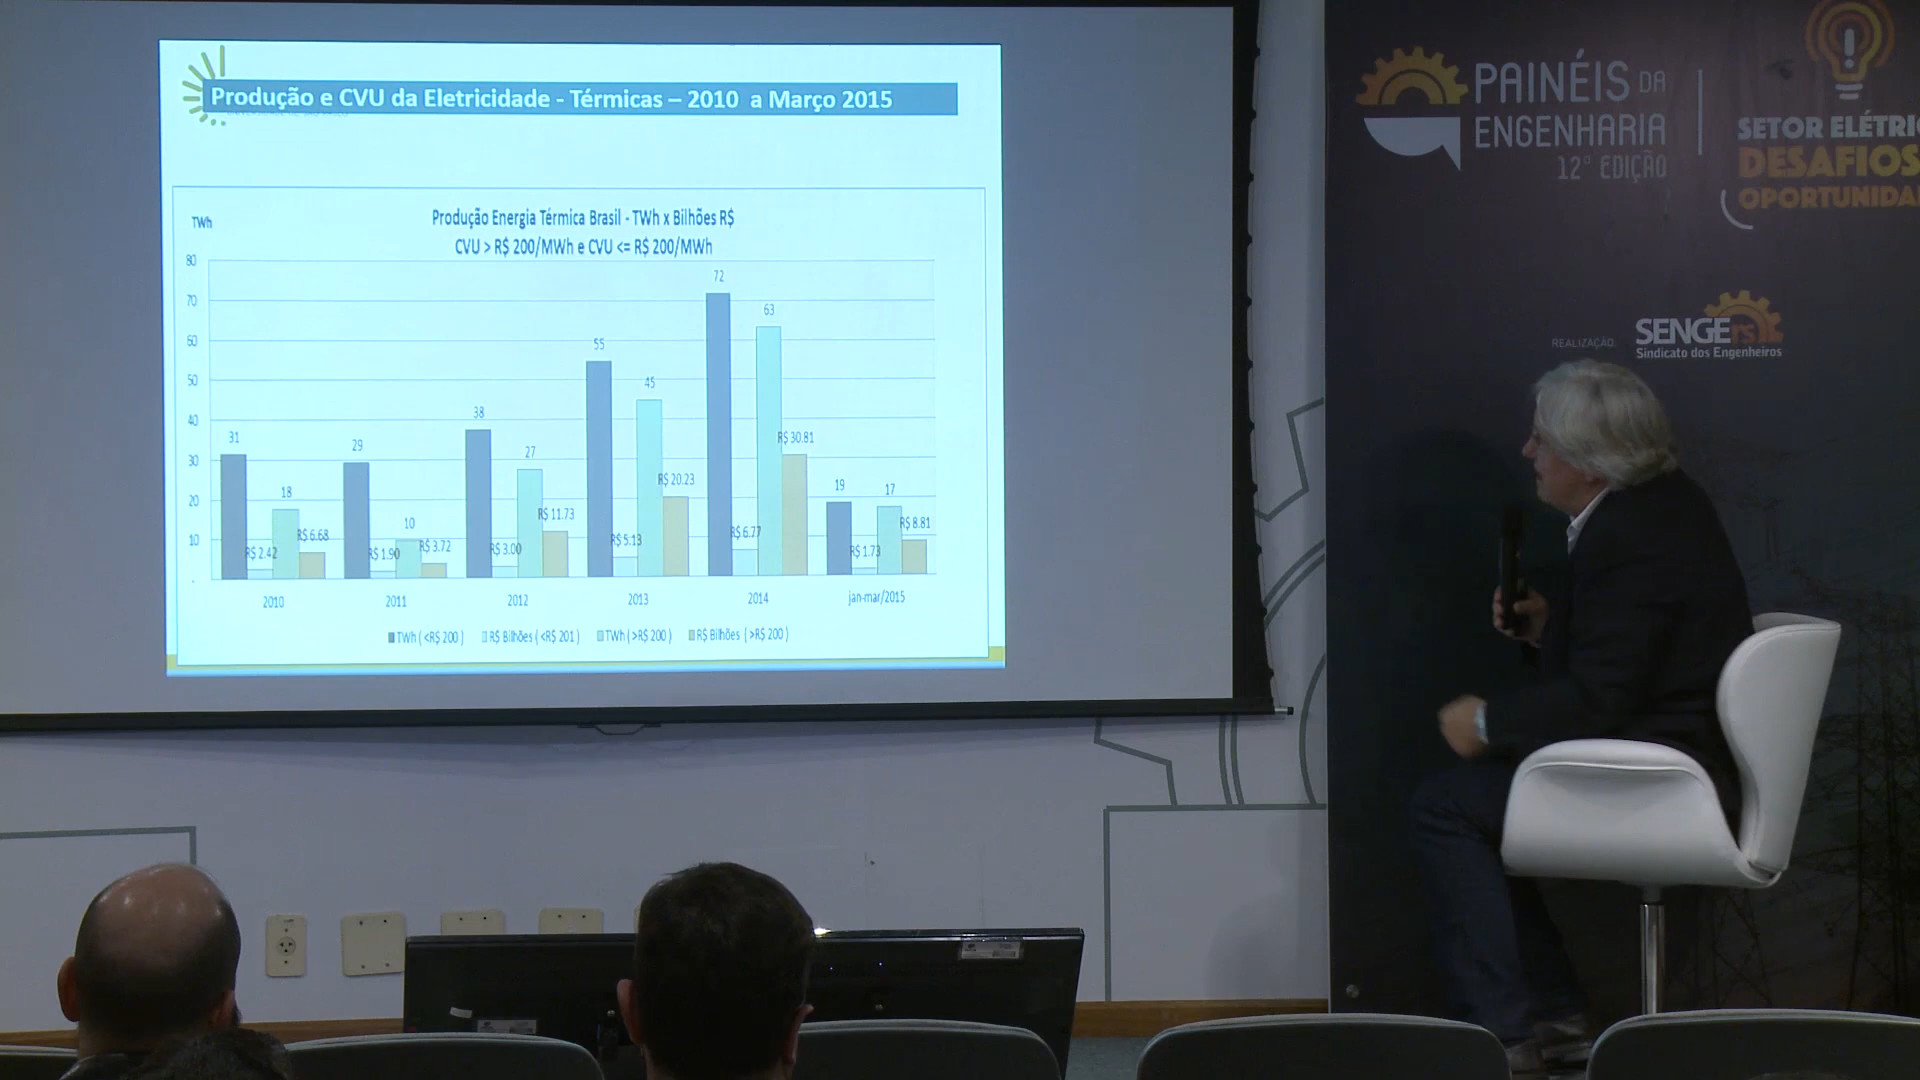 Produção e CVU da Eletricidade - Térmicas – 2010 a Março 2015
TWh
Produção Energia Térmica Brasil - TWh x Bilhões R$
CVU > R$ 200/MWh e CVU <= R$ 200/MWh
80
70
60
50
40
30
20
10
-
31
R$ 2.42
18
R$ 6.68
29
R$ 1.90
10
R$ 3.72
38
R$ 3.00
27
R$ 11.73
55
R$ 5.13
45
R$ 20.23
72
R$ 6.77
63
R$ 30.81
19
R$ 1.73
17
R$ 8.81
2010
2011
2012
2013
2014
jan-mar/2015
TWh ( <R$ 200 )
R$ Bilhões ( <R$ 201 )
TWh ( >R$ 200 )
R$ Bilhões ( >R$ 200 )
PAINÉIS DA
ENGENHARIA
12ª EDIÇÃO
SETOR ELÉTRI
DESAFIOS
OPORTUNIDA
REALIZAÇÃO:
SENGE RS
Sindicato dos Engenheiros